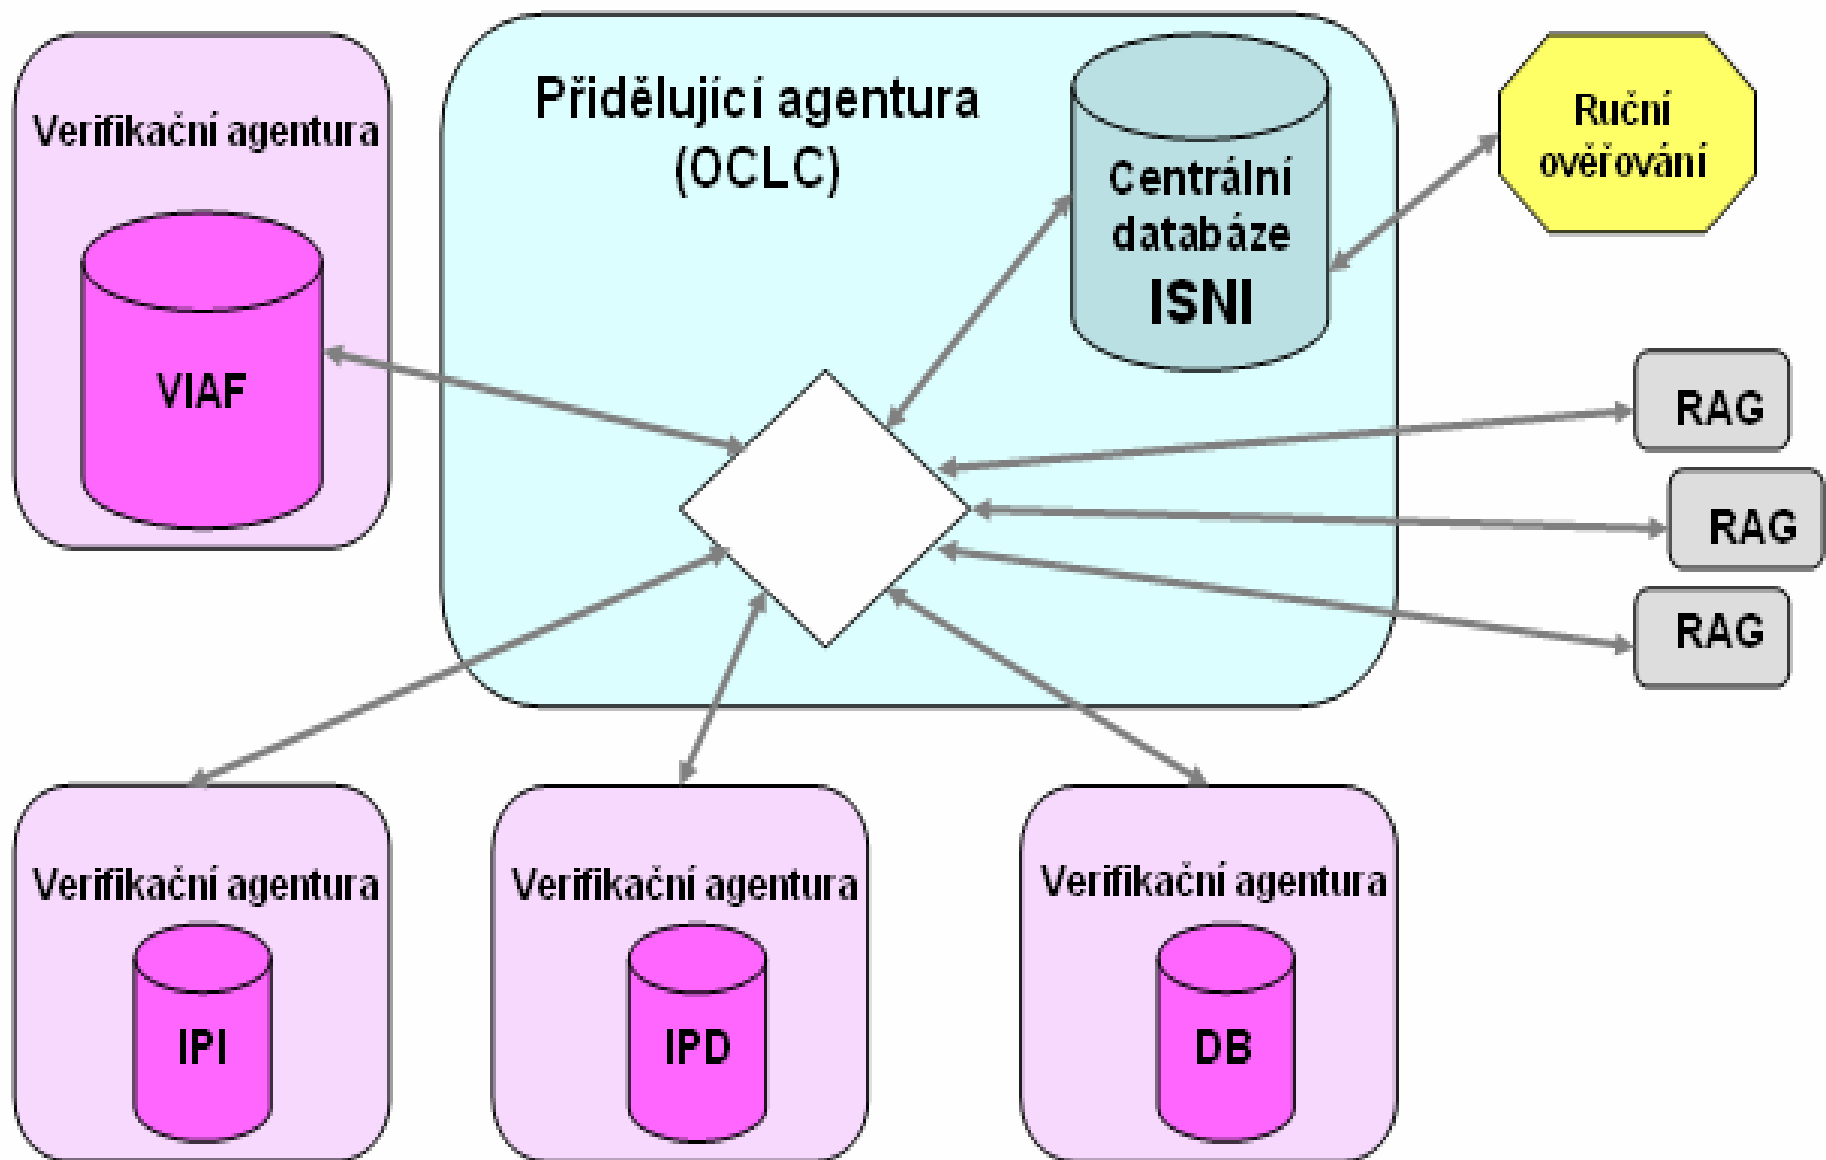 Verifikační agentura
VIAF
Přidělující agentura
(OCLC)
Centrální
databáze
ISNI
Ruční
ověřování
RAG
RAG
RAG
Verifikační agentura
IPI
Verifikační agentura
IPD
Verifikační agentura
DB